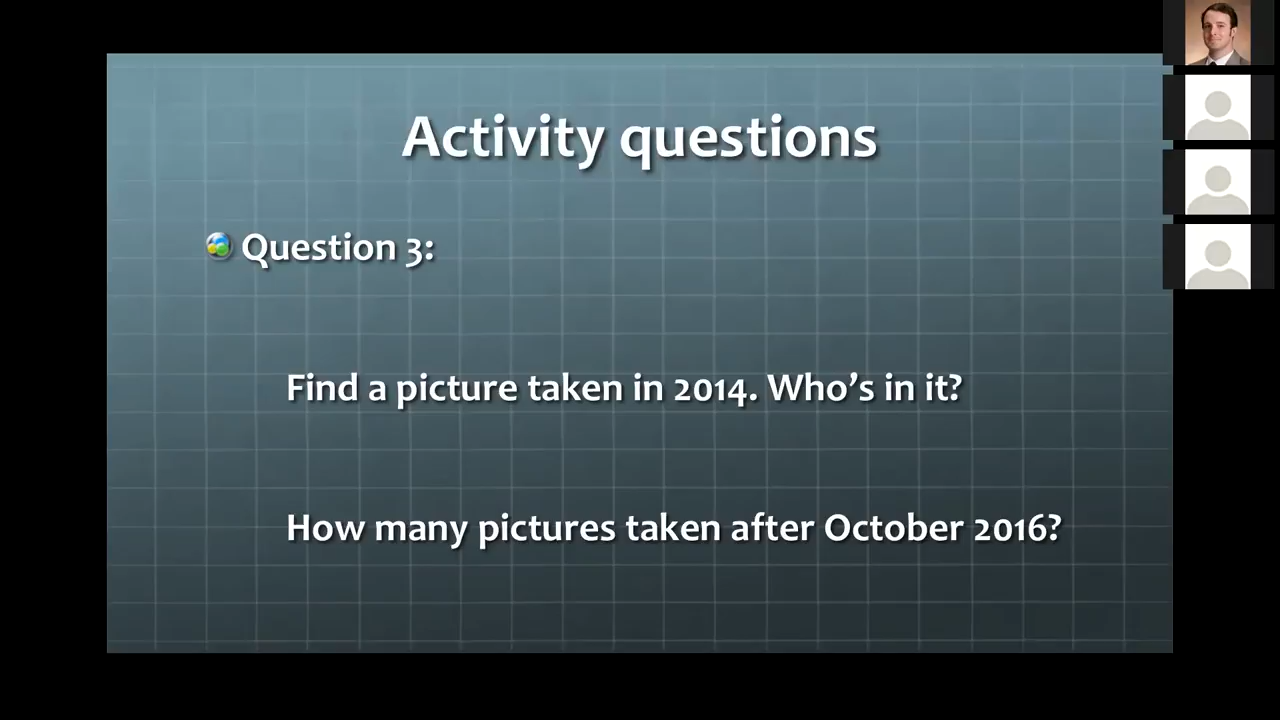 Activity questions
Question 3:
Find a picture taken in 2014. Who’s in it?
How many pictures taken after October 2016?